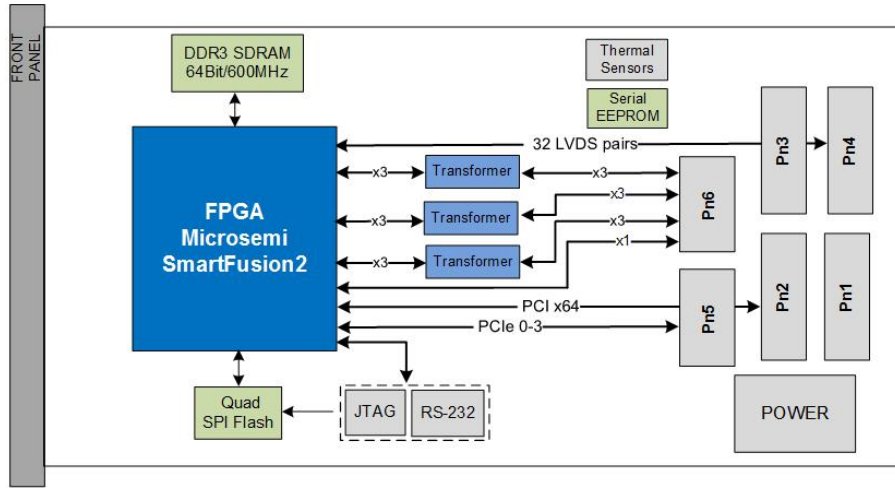 FRONT
PANEL
DDR3 SDRAM
64Bit/600MHz
Thermal
Sensors
Serial
EEPROM
32 LVDS pairs
Pn3
Pn4
x3
Transformer
x3
FPGA
Microsemi
SmartFusion2
x3
x3
Transformer
x3
Pn6
x3
Transformer
x1
PCI x64
PCIe 0-3
Pn5
Pn2
Pn1
Quad
SPI Flash
JTAG
RS-232
POWER